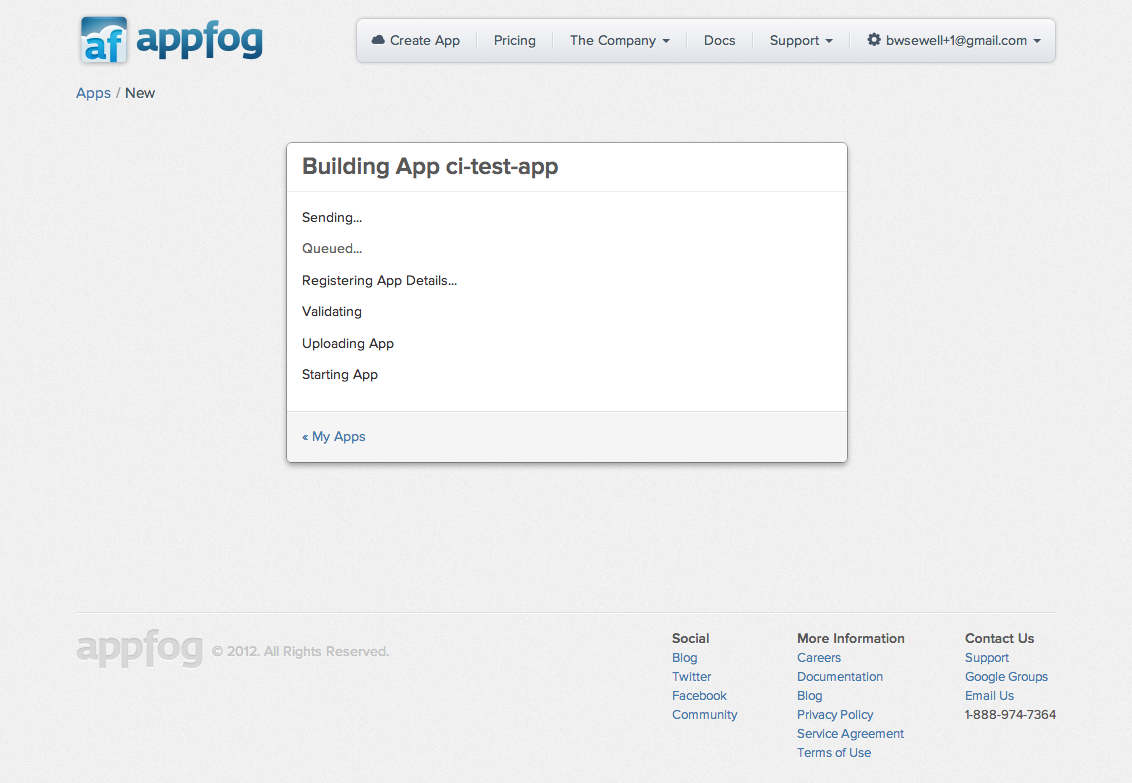 af appfog
Create App Pricing The Company Docs Support bwsewell+1@gmail.com
Apps / New
Building App ci-test-app
Sending...
Queued...
Registering App Details...
Validating
Uploading App
Starting App
« My Apps
appfog © 2012. All Rights Reserved.
Social
Blog
Twitter
Facebook
Community
More Information
Careers
Documentation
Blog
Privacy Policy
Service Agreement
Terms of Use
Contact Us
Support
Google Groups
Email Us
1-888-974-7364